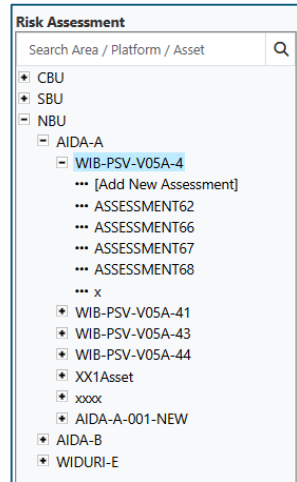 Risk Assessment
Search Area / Platform / Asset
CBU
SBU
NBU
AIDA-A
WIB-PSV-V05A-4
[Add New Assessment]
ASSESSMENT62
ASSESSMENT66
ASSESSMENT67
ASSESSMENT68
x
WIB-PSV-V05A-41
WIB-PSV-V05A-43
WIB-PSV-V05A-44
XX1Asset
xxxx
AIDA-A-001-NEW
AIDA-B
WIDURI-E